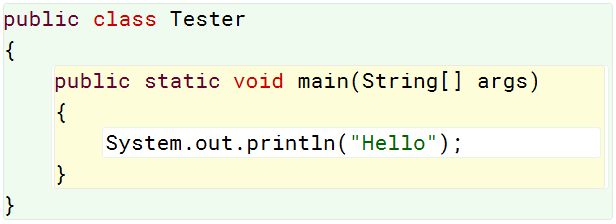 public class Tester
{
    public static void main(String[] args)
    {
        System.out.println("Hello");
    }
}